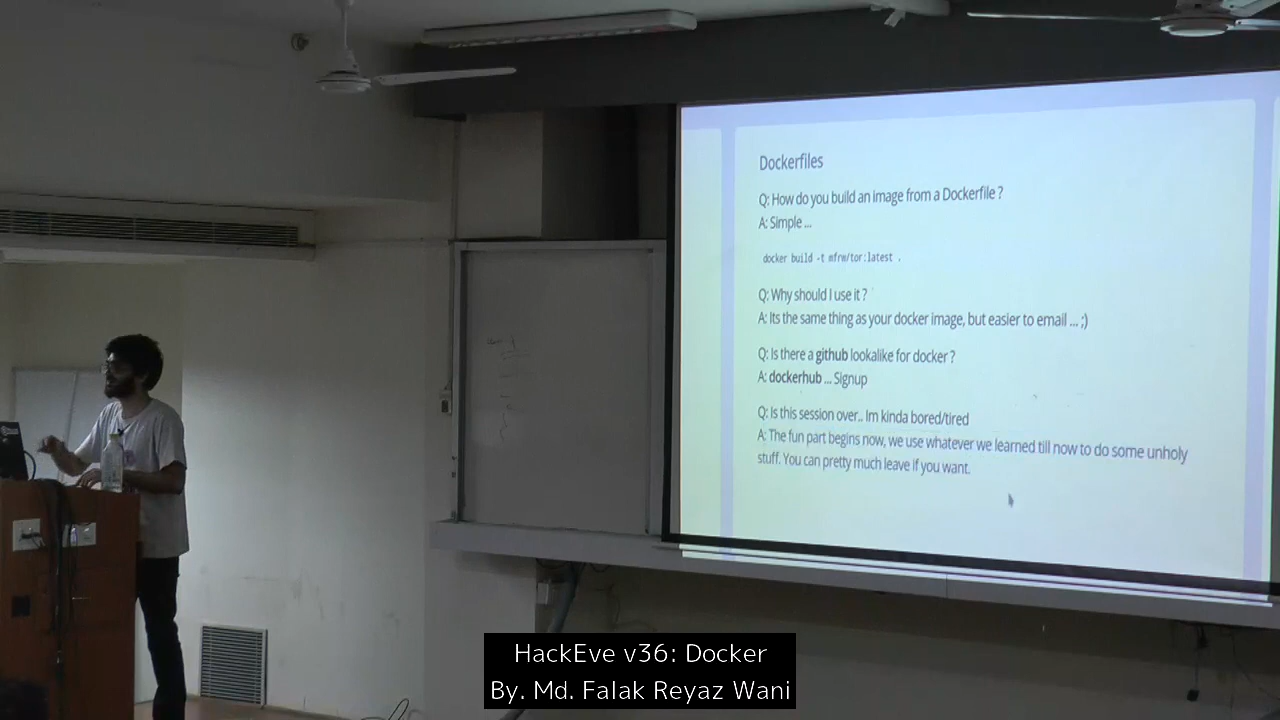 Dockerfiles
Q: How do you build an image from a Dockerfile ?
A: Simple ...
docker build -t mfrw/tor:latest .
Q: Why should I use it ?
A: Its the same thing as your docker image, but easier to email ... ;)
Q: Is there a github lookalike for docker ?
A: dockerhub ... Signup
Q: Is this session over.. Im kinda bored/tired
A: The fun part begins now, we use whatever we learned till now to do some unholy
stuff. You can pretty much leave if you want.
HackEve v36: Docker
By. Md. Falak Reyaz Wani